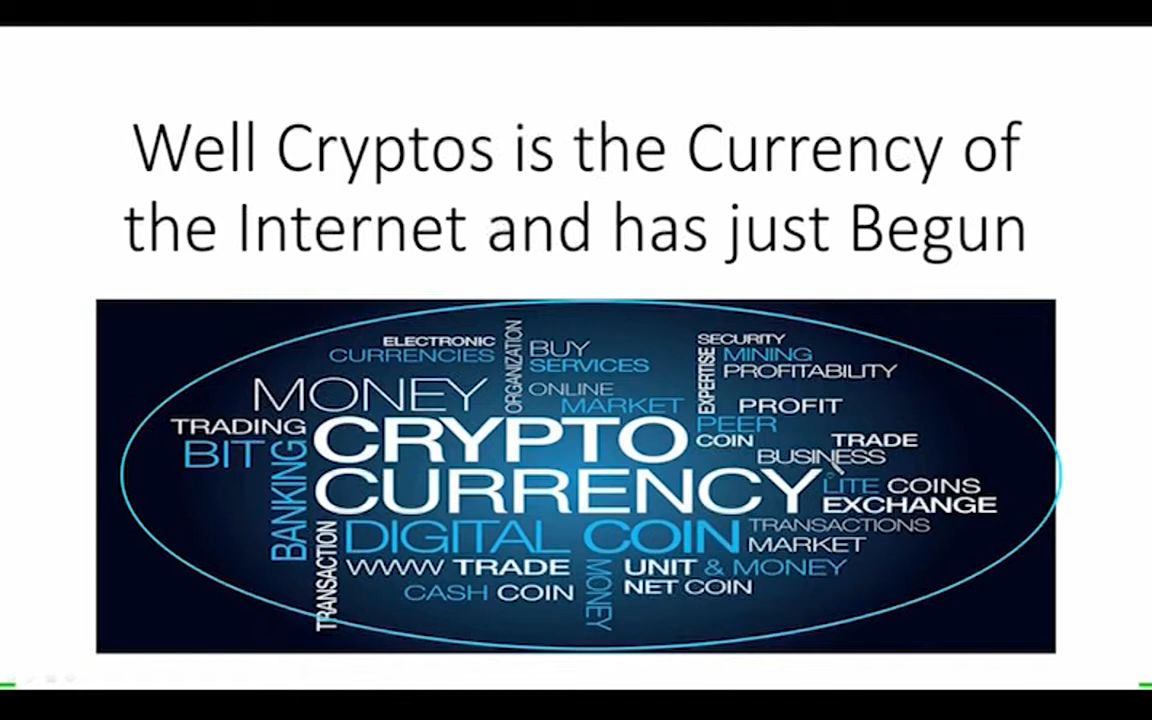 Well Cryptos is the Currency of
the Internet and has just Begun
ELECTRONIC
CURRENCIES
ORGANIZATION
BUY
SERVICES
SECURITY
EXPERTISE
MINING
PROFITABILITY
MONEY
ONLINE
MARKET
PROFIT
TRADING
PEER
BIT
CRYPTO
COIN
TRADE
BUSINESS
BANKING
CURRENCY
LITE COINS
EXCHANGE
TRANSACTION
DIGITAL COIN
TRANSACTIONS
MARKET
WWW TRADE
MONEY
UNIT & MONEY
CASH COIN
NET COIN